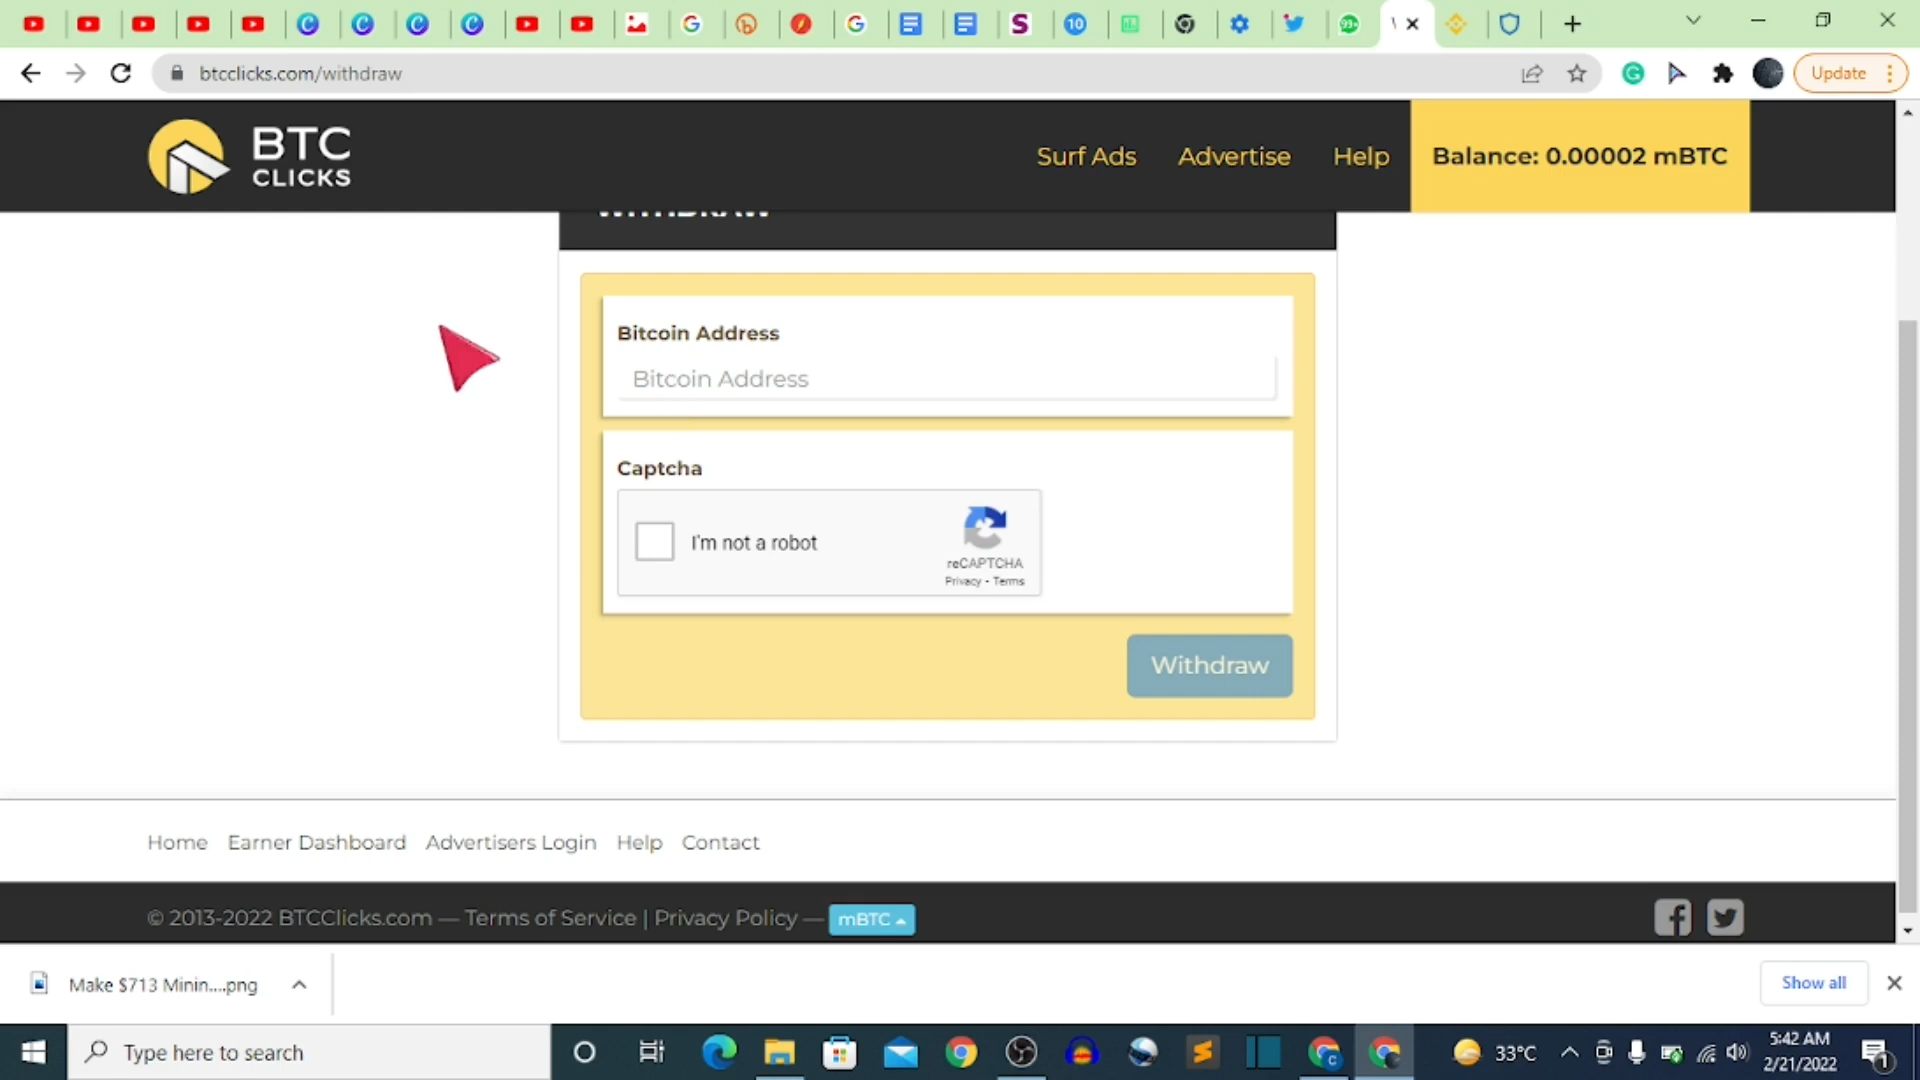 btcclicks.com/withdraw
Update
BTC
CLICKS
Surf Ads
Advertise
Help
Balance: 0.00002 mBTC
WITHDRAW
Bitcoin Address
Bitcoin Address
Captcha
I'm not a robot
reCAPTCHA
Privacy - Terms
Withdraw
Home
Earner Dashboard
Advertisers Login
Help
Contact
© 2013-2022 BTCClicks.com — Terms of Service | Privacy Policy — mBTC
Make $713 Minin....png
Show all
Type here to search
33°C
5:42 AM
2/21/2022
1